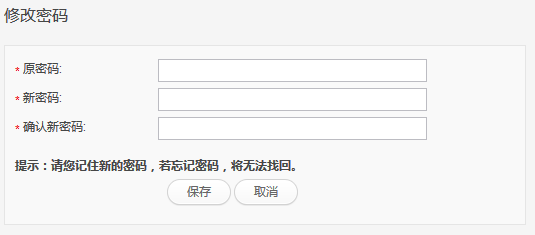 修改密码
* 原密码:
* 新密码:
* 确认新密码:
提示：请您记住新的密码，若忘记密码，将无法找回。
保存 取消